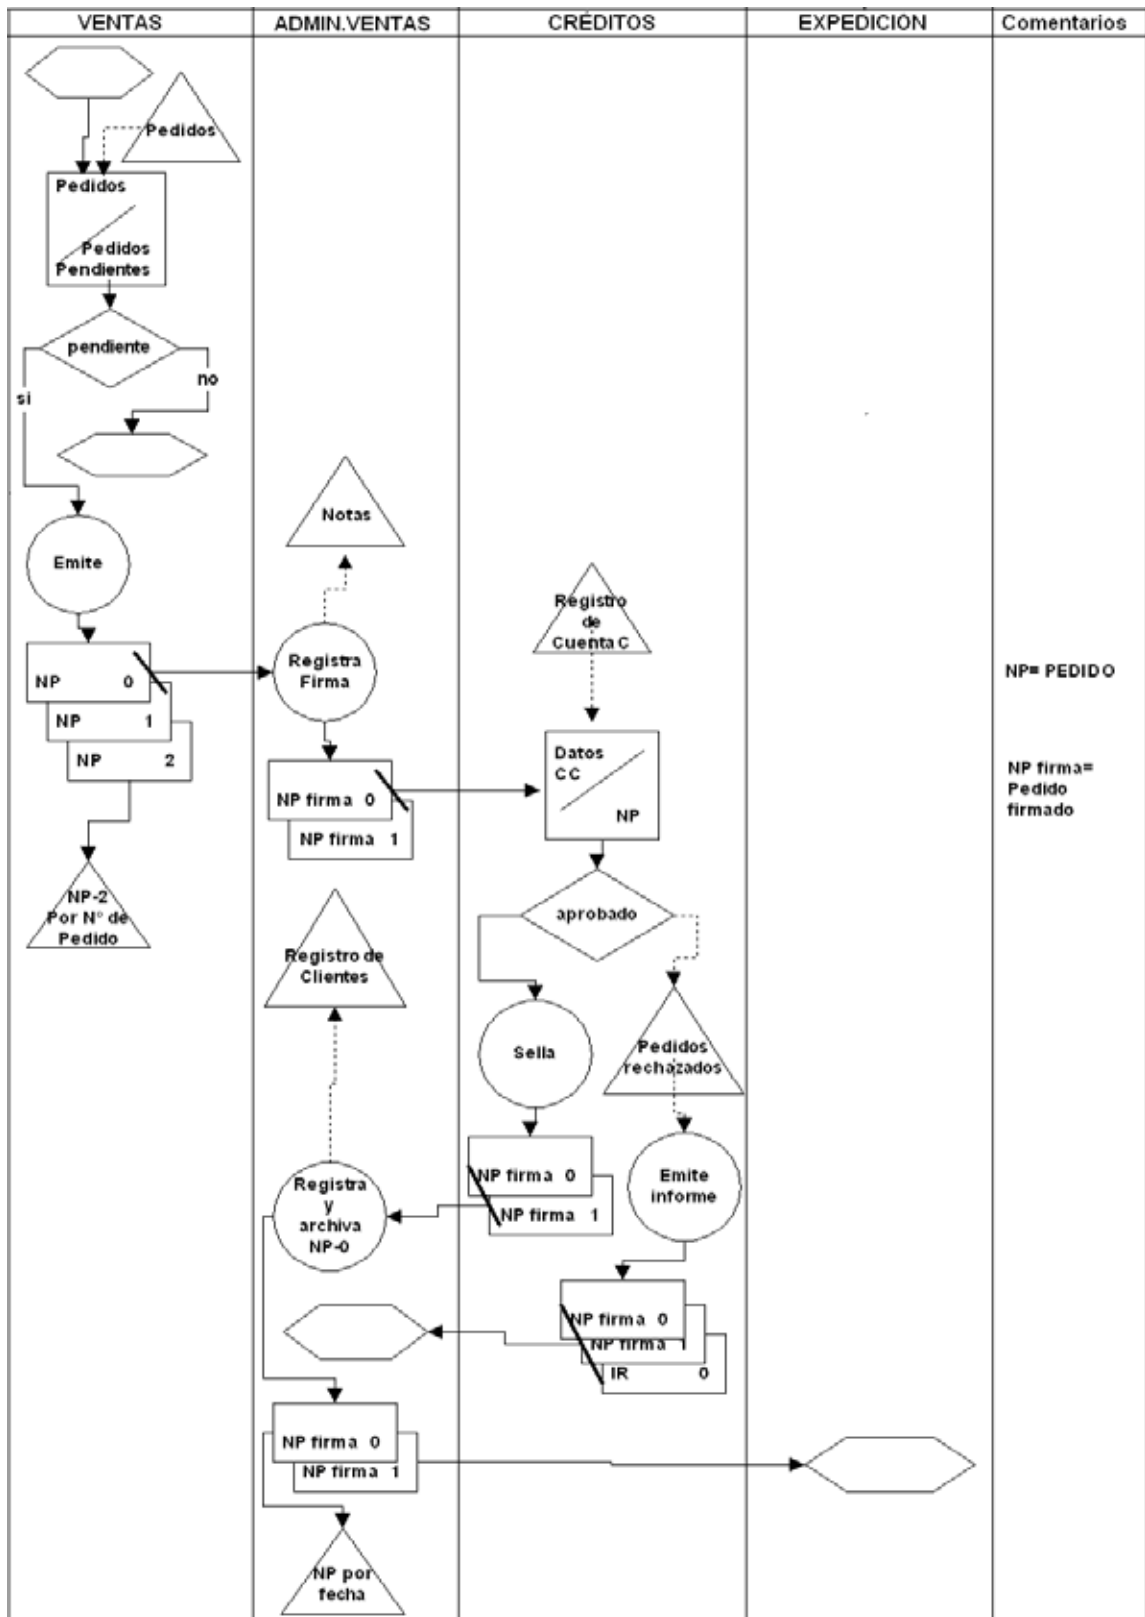 VENTAS
ADMIN.VENTAS
CRÉDITOS
EXPEDICION
Comentarios
Pedidos
Pedidos
Pedidos
Pendientes
pendiente
si
no
Emite
NP 0
NP 1
NP 2
NP-2
Por N° de
Pedido
Notas
Registra
Firma
NP firma 0
NP firma 1
Registro de
Clientes
Registra
y
archiva
NP-0
NP firma 0
NP firma 1
NP por
fecha
Registro
de
Cuenta C
Datos
CC
NP
aprobado
Sella
Pedidos
rechazados
NP firma 0
NP firma 1
Emite
informe
NP firma 0
NP firma 1
IR 0
NP= PEDIDO
NP firma=
Pedido
firmado